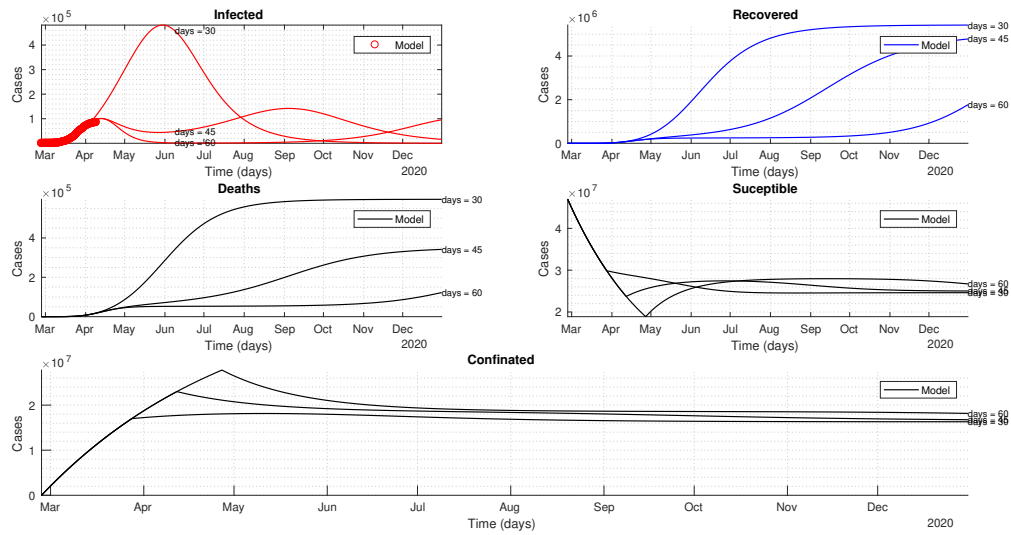 Infected
×10^5
Cases
4
3
2
1
0
days = 30
days = 45
days = 60
Model
Mar Apr May Jun Jul Aug Sep Oct Nov Dec
Time (days)
2020
Recovered
×10^6
Cases
4
2
0
days = 30
days = 45
days = 60
Model
Mar Apr May Jun Jul Aug Sep Oct Nov Dec
Time (days)
2020
Deaths
×10^5
Cases
4
2
0
days = 30
days = 45
days = 60
Model
Mar Apr May Jun Jul Aug Sep Oct Nov Dec
Time (days)
2020
Suceptible
×10^7
Cases
4
3
2
days = 60
days = 45
days = 30
Model
Mar Apr May Jun Jul Aug Sep Oct Nov Dec
Time (days)
2020
Confinated
×10^7
Cases
2
1
0
days = 60
days = 45
days = 30
Model
Mar Apr May Jun Jul Aug Sep Oct Nov Dec
Time (days)
2020